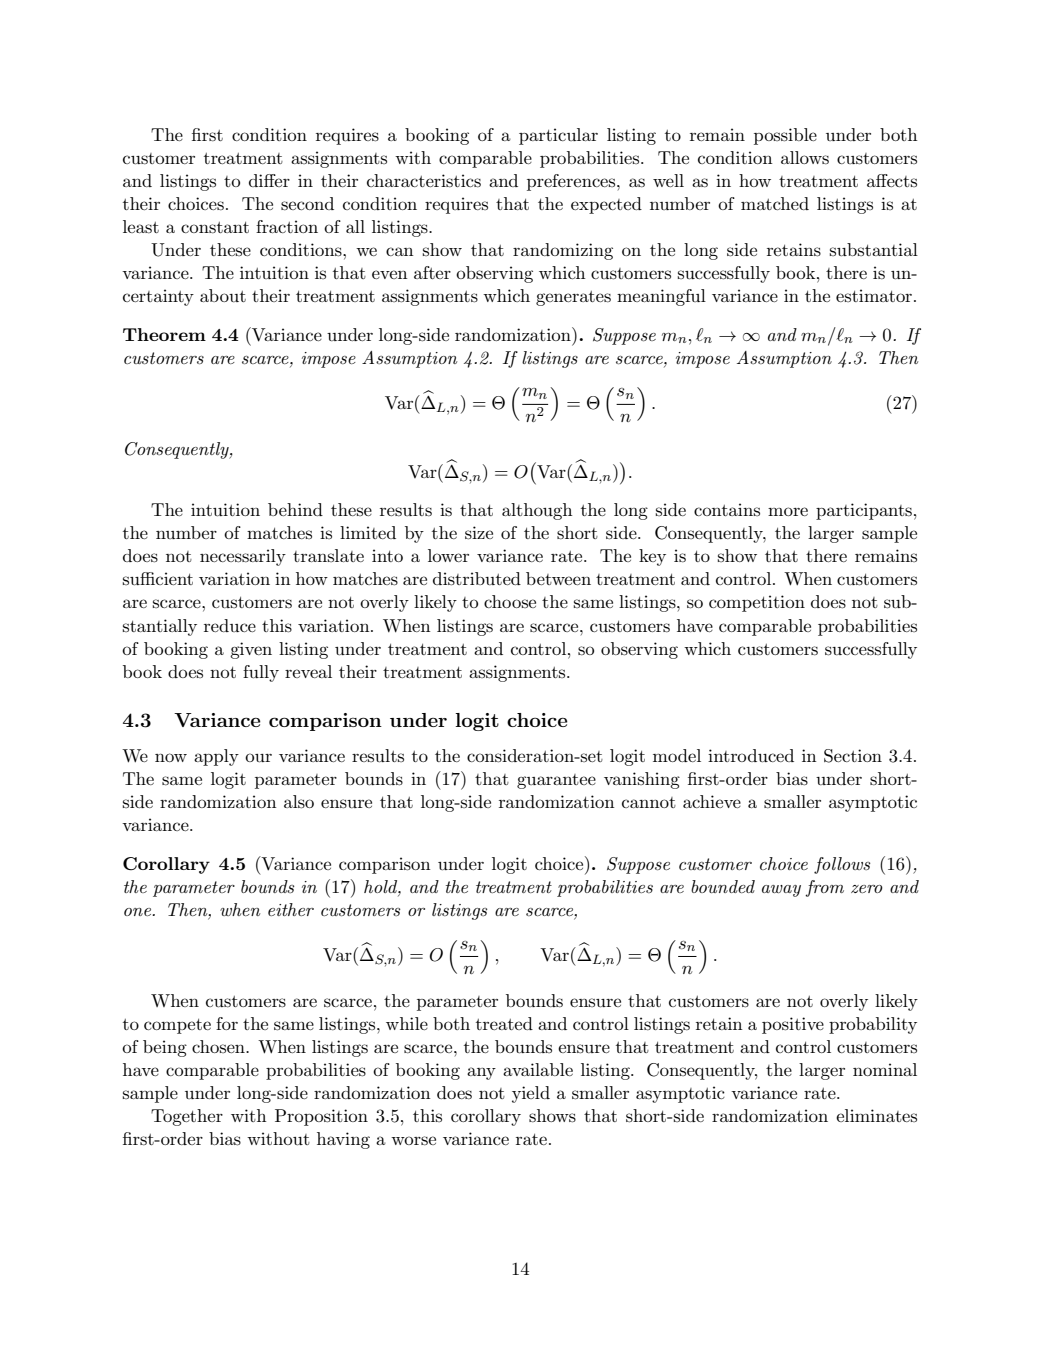 The first condition requires a booking of a particular listing to remain possible under both
customer treatment assignments with comparable probabilities. The condition allows customers
and listings to differ in their characteristics and preferences, as well as in how treatment affects
their choices. The second condition requires that the expected number of matched listings is at
least a constant fraction of all listings.
Under these conditions, we can show that randomizing on the long side retains substantial
variance. The intuition is that even after observing which customers successfully book, there is un-
certainty about their treatment assignments which generates meaningful variance in the estimator.
Theorem 4.4 (Variance under long-side randomization). Suppose mₙ, ℓₙ → ∞ and mₙ/ℓₙ → 0. If
customers are scarce, impose Assumption 4.2. If listings are scarce, impose Assumption 4.3. Then
Var(Δ̂_{L,n}) = Θ(mₙ/n²) = Θ(sₙ/n). (27)
Consequently,
Var(Δ̂_{S,n}) = O(Var(Δ̂_{L,n})).
The intuition behind these results is that although the long side contains more participants,
the number of matches is limited by the size of the short side. Consequently, the larger sample
does not necessarily translate into a lower variance rate. The key is to show that there remains
sufficient variation in how matches are distributed between treatment and control. When customers
are scarce, customers are not overly likely to choose the same listings, so competition does not sub-
stantially reduce this variation. When listings are scarce, customers have comparable probabilities
of booking a given listing under treatment and control, so observing which customers successfully
book does not fully reveal their treatment assignments.
4.3 Variance comparison under logit choice
We now apply our variance results to the consideration-set logit model introduced in Section 3.4.
The same logit parameter bounds in (17) that guarantee vanishing first-order bias under short-
side randomization also ensure that long-side randomization cannot achieve a smaller asymptotic
variance.
Corollary 4.5 (Variance comparison under logit choice). Suppose customer choice follows (16),
the parameter bounds in (17) hold, and the treatment probabilities are bounded away from zero and
one. Then, when either customers or listings are scarce,
Var(Δ̂_{S,n}) = O(sₙ/n), Var(Δ̂_{L,n}) = Θ(sₙ/n).
When customers are scarce, the parameter bounds ensure that customers are not overly likely
to compete for the same listings, while both treated and control listings retain a positive probability
of being chosen. When listings are scarce, the bounds ensure that treatment and control customers
have comparable probabilities of booking any available listing. Consequently, the larger nominal
sample under long-side randomization does not yield a smaller asymptotic variance rate.
Together with Proposition 3.5, this corollary shows that short-side randomization eliminates
first-order bias without having a worse variance rate.
14